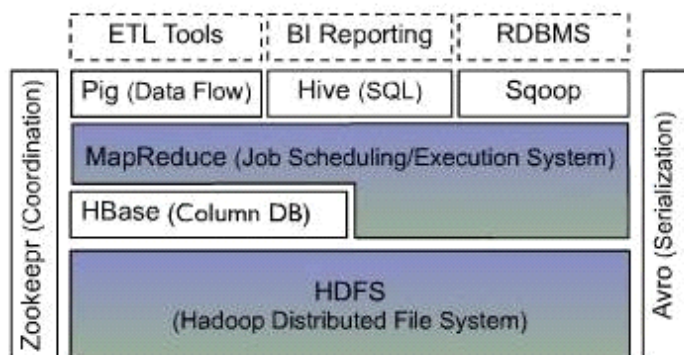 ETL Tools
BI Reporting
RDBMS
Pig (Data Flow)
Hive (SQL)
Sqoop
MapReduce (Job Scheduling/Execution System)
HBase (Column DB)
HDFS
(Hadoop Distributed File System)
Zookeepr (Coordination)
Avro (Serialization)